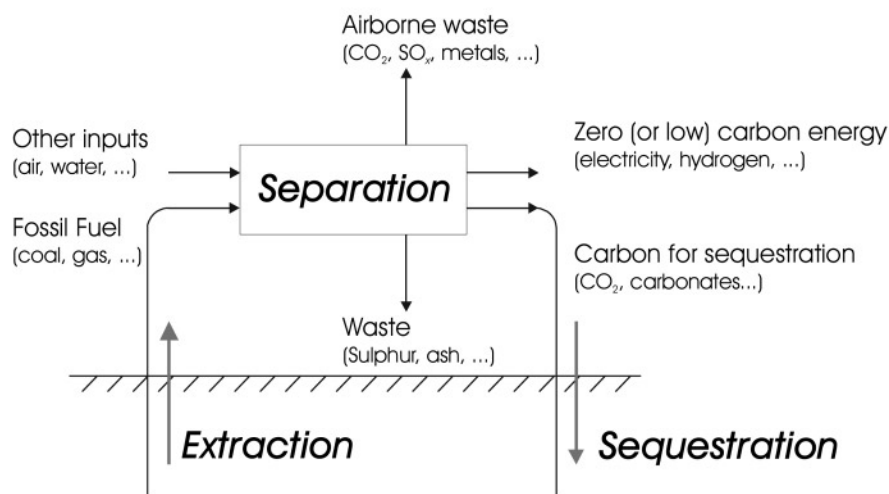 Airborne waste
(CO₂, SOₓ, metals, ...)
Other inputs
(air, water, ...)
Zero (or low) carbon energy
(electricity, hydrogen, ...)
Separation
Fossil Fuel
(coal, gas, ...)
Carbon for sequestration
(CO₂, carbonates...)
Waste
(Sulphur, ash, ...)
Extraction
Sequestration